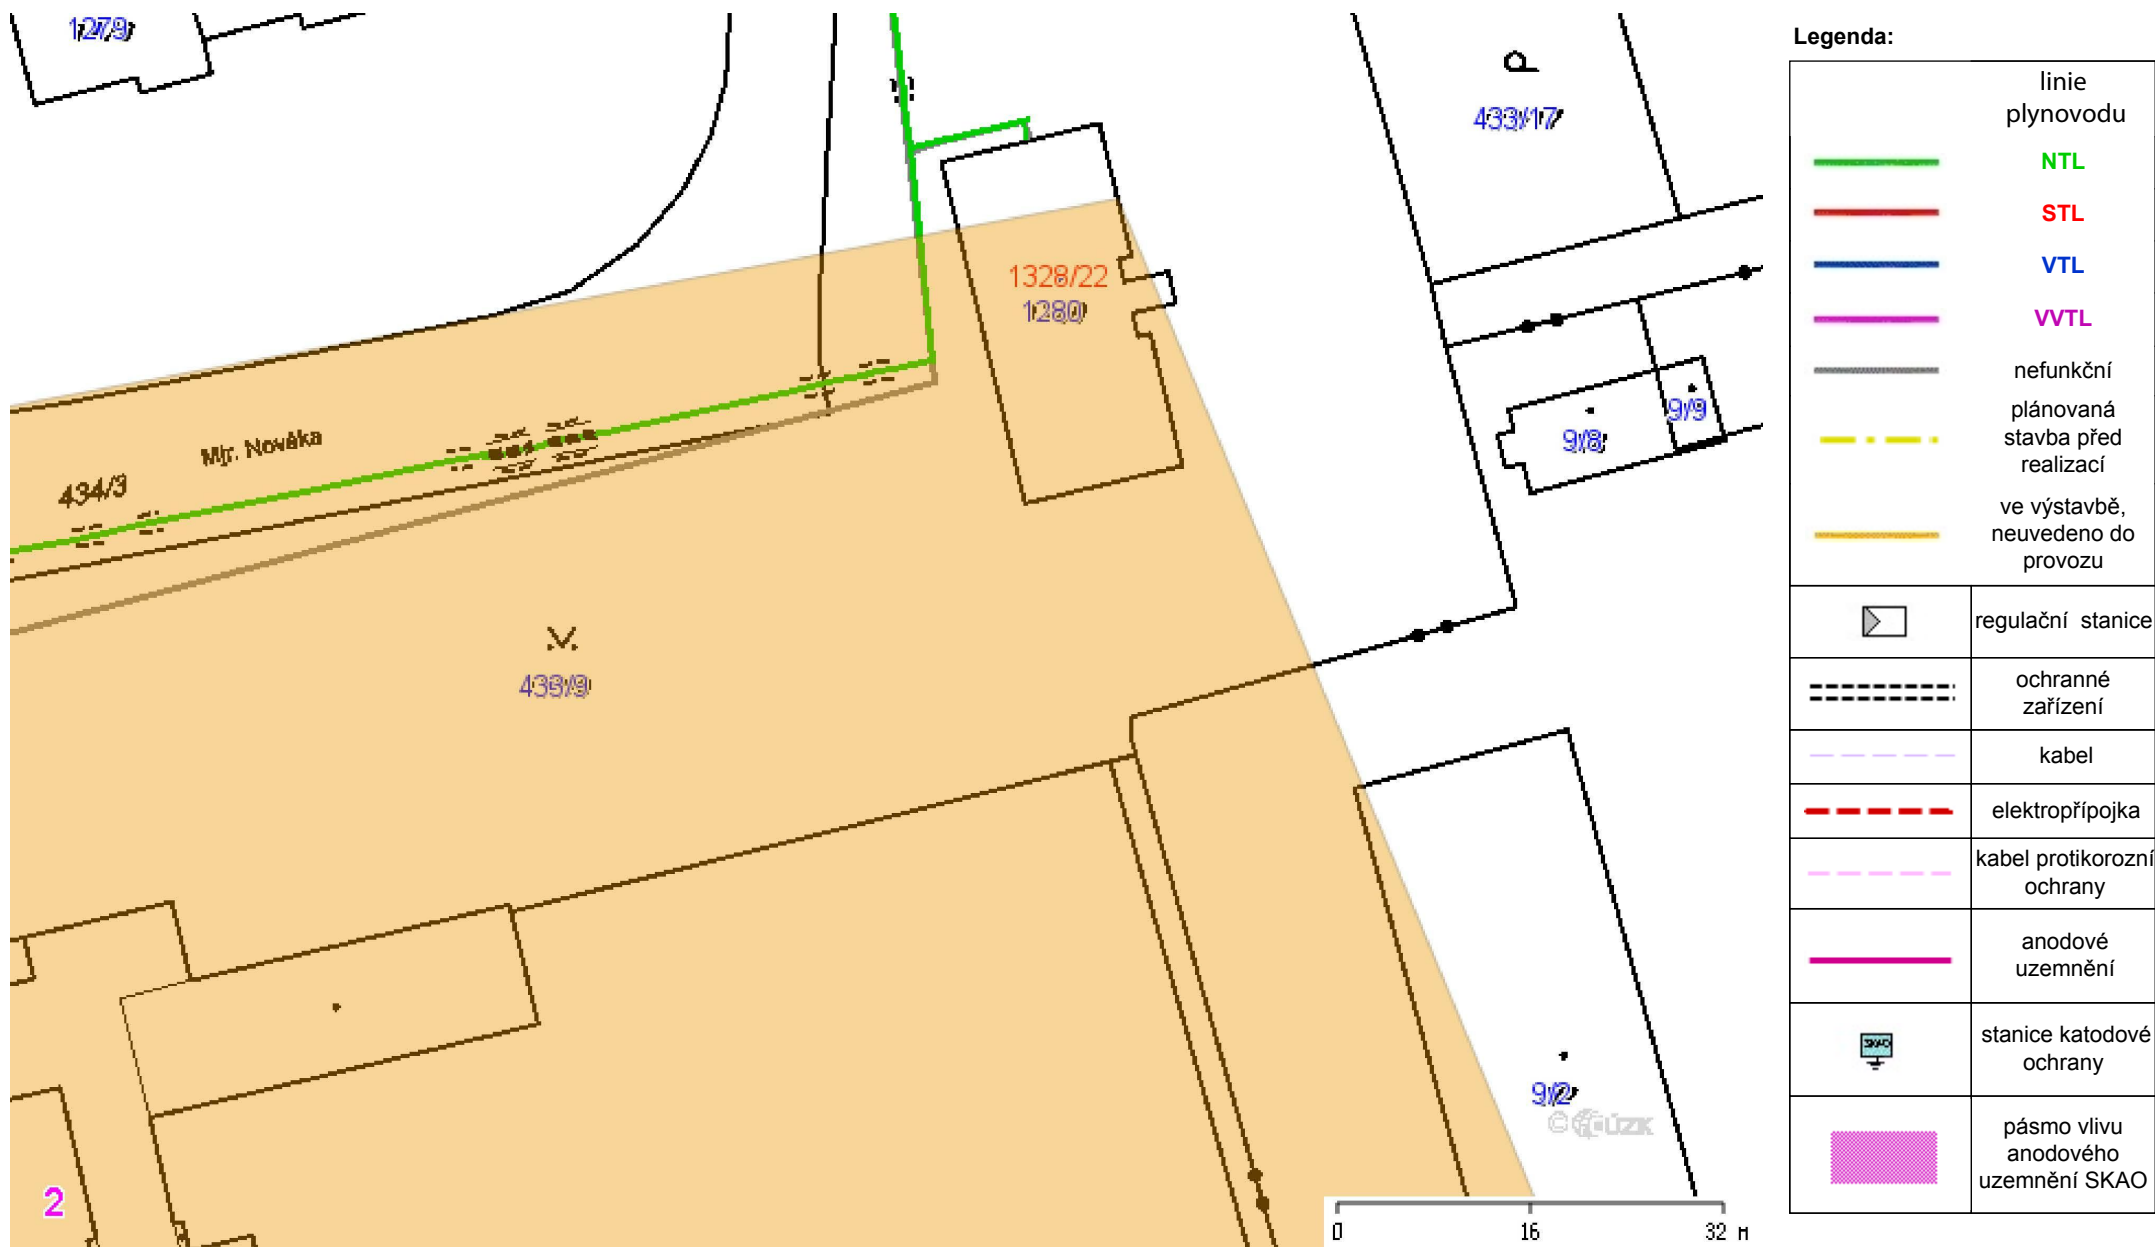 1279
433/17
1328/22
1280
Mjr. Nováka
434/3
9/9
9/8
433/9
9/2
© ČÚZK
2
0 16 32 M
Legenda:
linie
plynovodu
NTL
STL
VTL
VVTL
nefunkční
plánovaná
stavba před
realizací
ve výstavbě,
neuvedeno do
provozu
regulační stanice
ochranné
zařízení
kabel
elektropřípojka
kabel protikorozní
ochrany
anodové
uzemnění
SKAO
stanice katodové
ochrany
pásmo vlivu
anodového
uzemnění SKAO